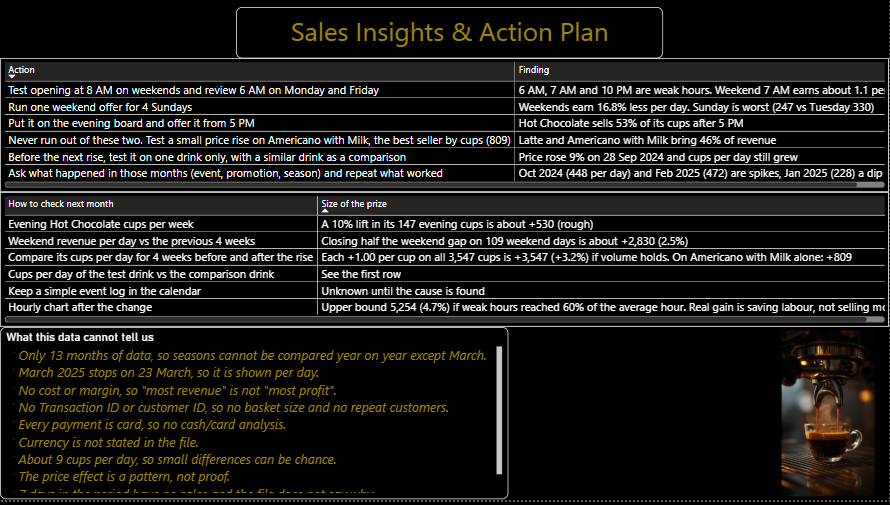 Sales Insights & Action Plan
Action Finding
Test opening at 8 AM on weekends and review 6 AM on Monday and Friday 6 AM, 7 AM and 10 PM are weak hours. Weekend 7 AM earns about 1.1 pe
Run one weekend offer for 4 Sundays Weekends earn 16.8% less per day. Sunday is worst (247 vs Tuesday 330)
Put it on the evening board and offer it from 5 PM Hot Chocolate sells 53% of its cups after 5 PM
Never run out of these two. Test a small price rise on Americano with Milk, the best seller by cups (809) Latte and Americano with Milk bring 46% of revenue
Before the next rise, test it on one drink only, with a similar drink as a comparison Price rose 9% on 28 Sep 2024 and cups per day still grew
Ask what happened in those months (event, promotion, season) and repeat what worked Oct 2024 (448 per day) and Feb 2025 (472) are spikes, Jan 2025 (228) a dip
How to check next month Size of the prize
Evening Hot Chocolate cups per week A 10% lift in its 147 evening cups is about +530 (rough)
Weekend revenue per day vs the previous 4 weeks Closing half the weekend gap on 109 weekend days is about +2,830 (2.5%)
Compare its cups per day for 4 weeks before and after the rise Each +1.00 per cup on all 3,547 cups is +3,547 (+3.2%) if volume holds. On Americano with Milk alone: +809
Cups per day of the test drink vs the comparison drink See the first row
Keep a simple event log in the calendar Unknown until the cause is found
Hourly chart after the change Upper bound 5,254 (4.7%) if weak hours reached 60% of the average hour. Real gain is saving labour, not selling mo
What this data cannot tell us
Only 13 months of data, so seasons cannot be compared year on year except March.
March 2025 stops on 23 March, so it is shown per day.
No cost or margin, so "most revenue" is not "most profit".
No Transaction ID or customer ID, so no basket size and no repeat customers.
Every payment is card, so no cash/card analysis.
Currency is not stated in the file.
About 9 cups per day, so small differences can be chance.
The price effect is a pattern, not proof.
7 days in the period have no sales and the file does not say why